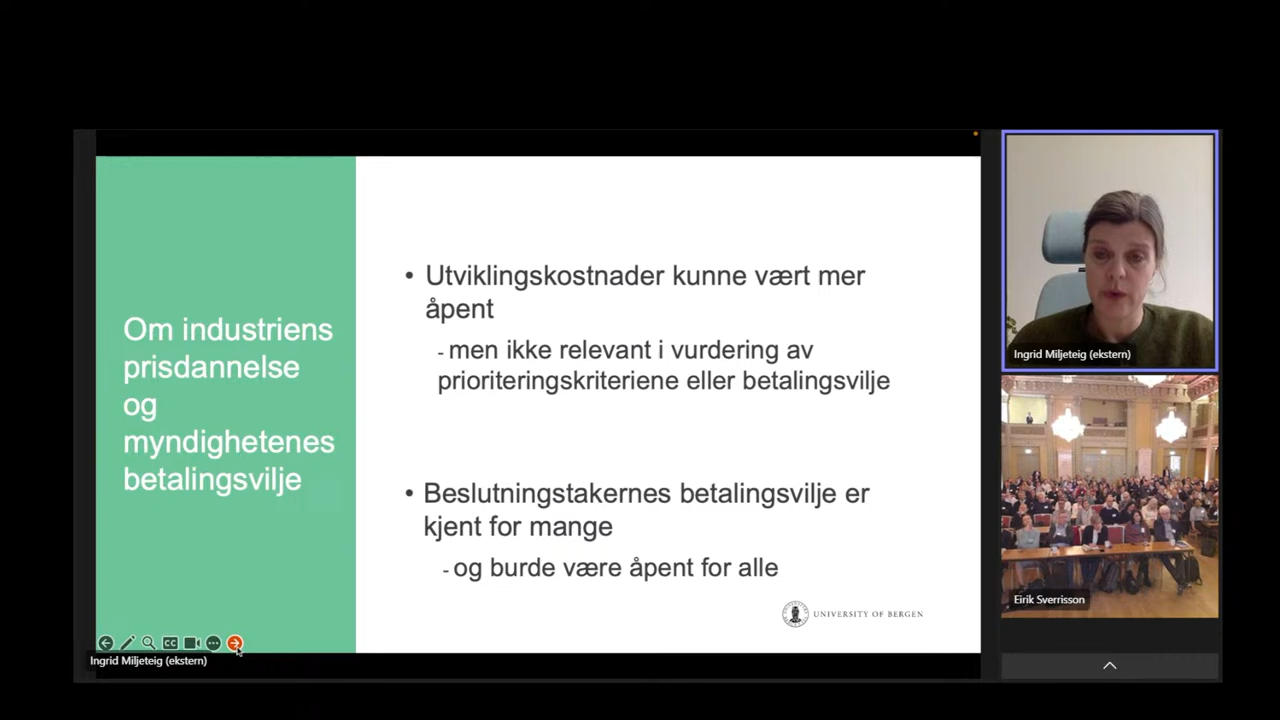 Om industriens
prisdannelse
og
myndighetenes
betalingsvilje
• Utviklingskostnader kunne vært mer
åpent
- men ikke relevant i vurdering av
prioriteringskriteriene eller betalingsvilje
• Beslutningstakernes betalingsvilje er
kjent for mange
- og burde være åpent for alle
UNIVERSITY OF BERGEN
CC
Ingrid Miljeteig (ekstern)
Ingrid Miljeteig (ekstern)
Eirik Sverrisson